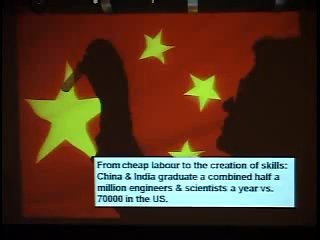 From cheap labour to the creation of skills:
China & India graduate a combined half a
million engineers & scientists a year vs.
70000 in the US.